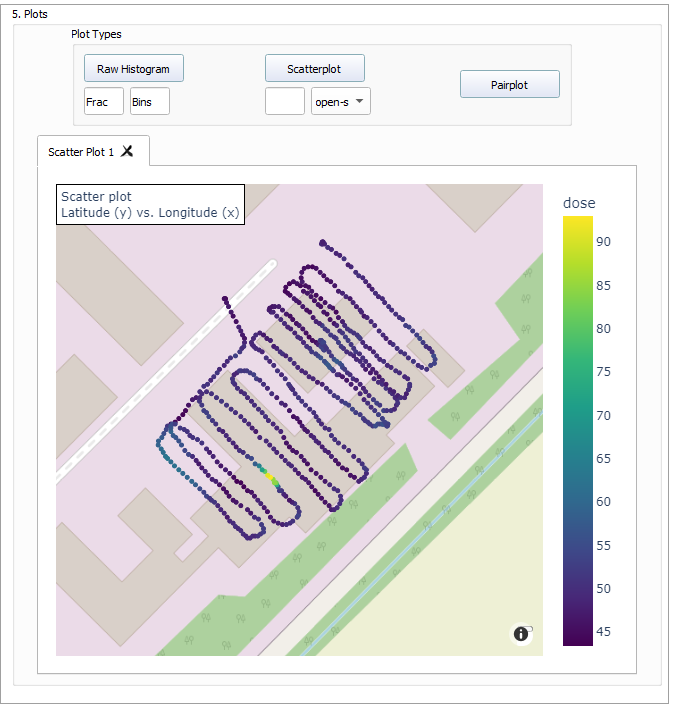 5. Plots
Plot Types
Raw Histogram
Scatterplot
Pairplot
Frac
Bins
open-s
Scatter Plot 1
Scatter plot
Latitude (y) vs. Longitude (x)
dose
90
85
80
75
70
65
60
55
50
45